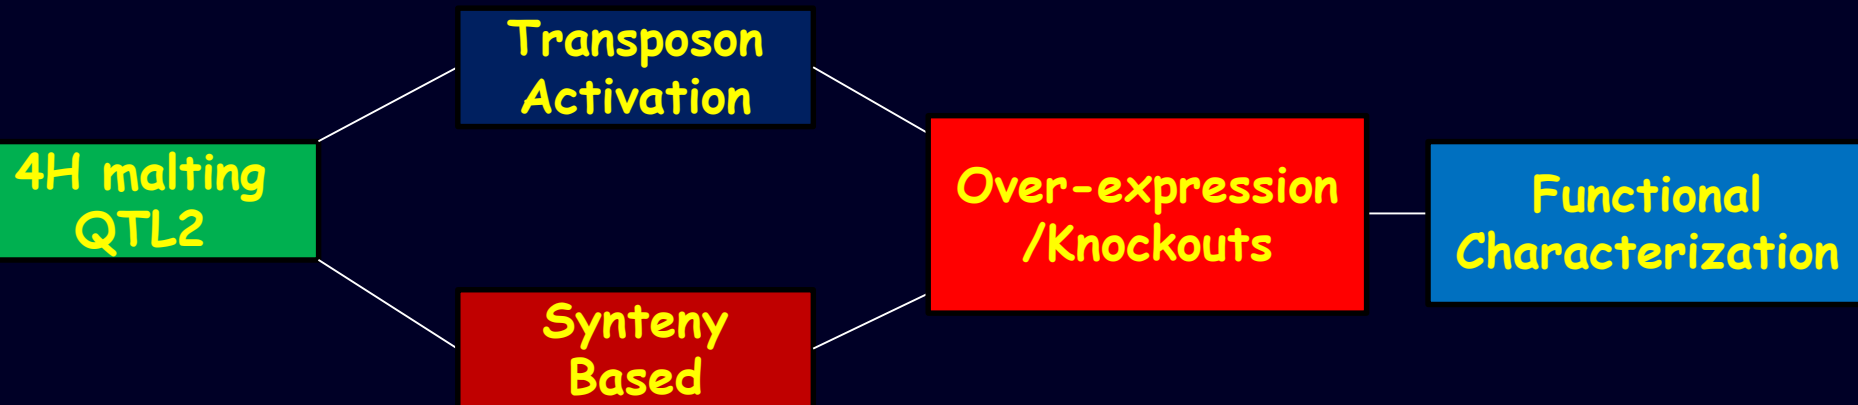 Transposon
Activation
4H malting
QTL2
Over-expression
/Knockouts
Functional
Characterization
Synteny
Based